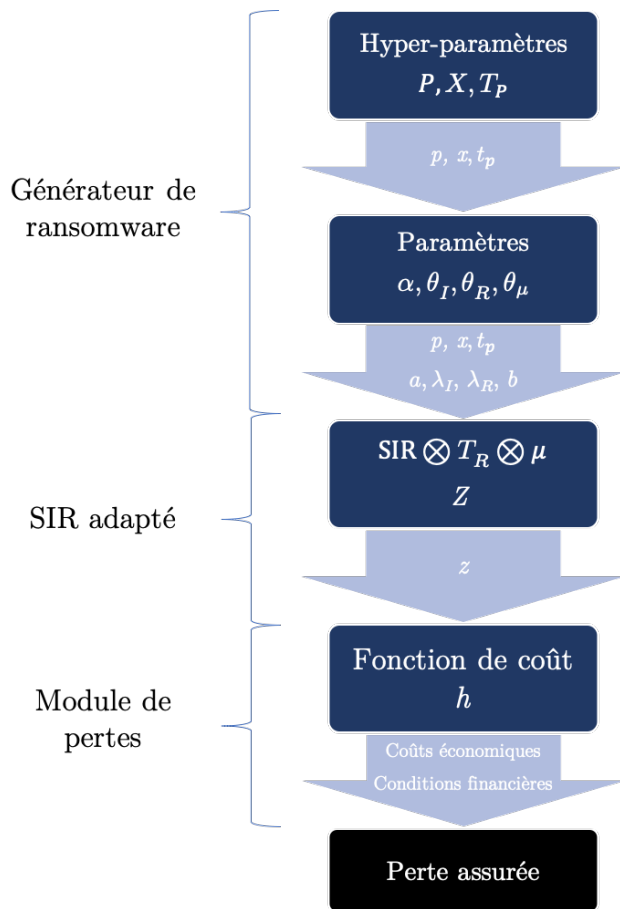 Hyper-paramètres
P, X, T_P
p, x, t_p
Générateur de
ransomware
Paramètres
α, θ_I, θ_R, θ_μ
p, x, t_p
a, λ_I, λ_R, b
SIR ⊗ T_R ⊗ μ
Z
SIR adapté
z
Fonction de coût
h
Module de
pertes
Coûts économiques
Conditions financières
Perte assurée